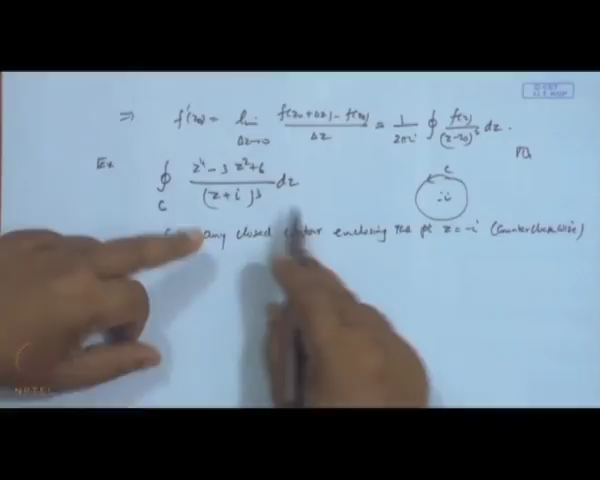 ⇒ f'(z₀) = lim Δz→0 f(z₀+Δz) - f(z₀) / Δz = 1/2πi ∮ f(z)/(z-z₀)² dz.
Ex ∮ C z⁴ - 3z² + 6 / (z+i)³ dz
C
-i
any closed contour enclosing the pt z = -i (Counterclockwise)
NPTEL